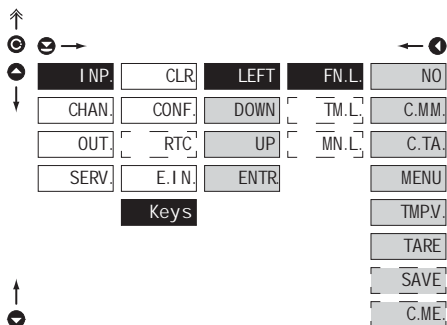 INP. CLR. LEFT FN.L. NO
CHAN. CONF. DOWN TM.L. C.MM.
OUT. RTC UP MN.L. C.TA.
SERV. E.IN. ENTR. MENU
Keys TMP.V.
TARE
SAVE
C.ME.